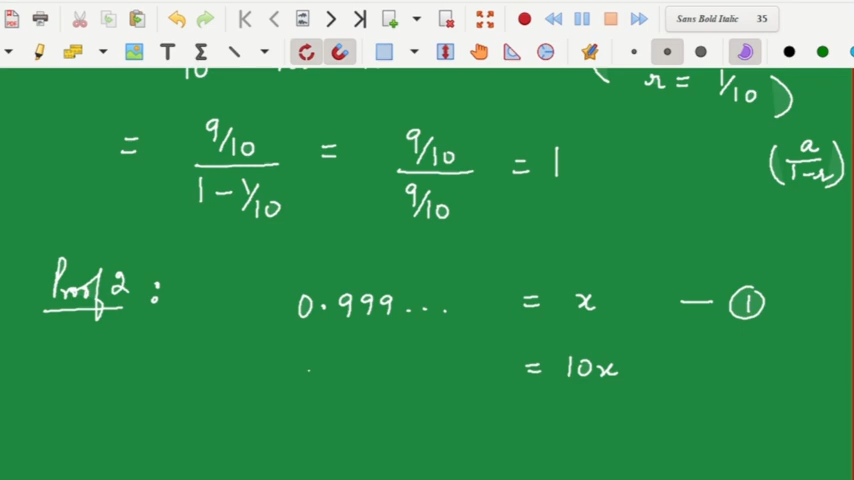 Sans Bold Italic 35
r = 1/10 )
= 9/10 / 1 - 1/10 = 9/10 / 9/10 = 1 ( a / 1-r )
Proof 2 : 0.999... = x — ①
= 10x